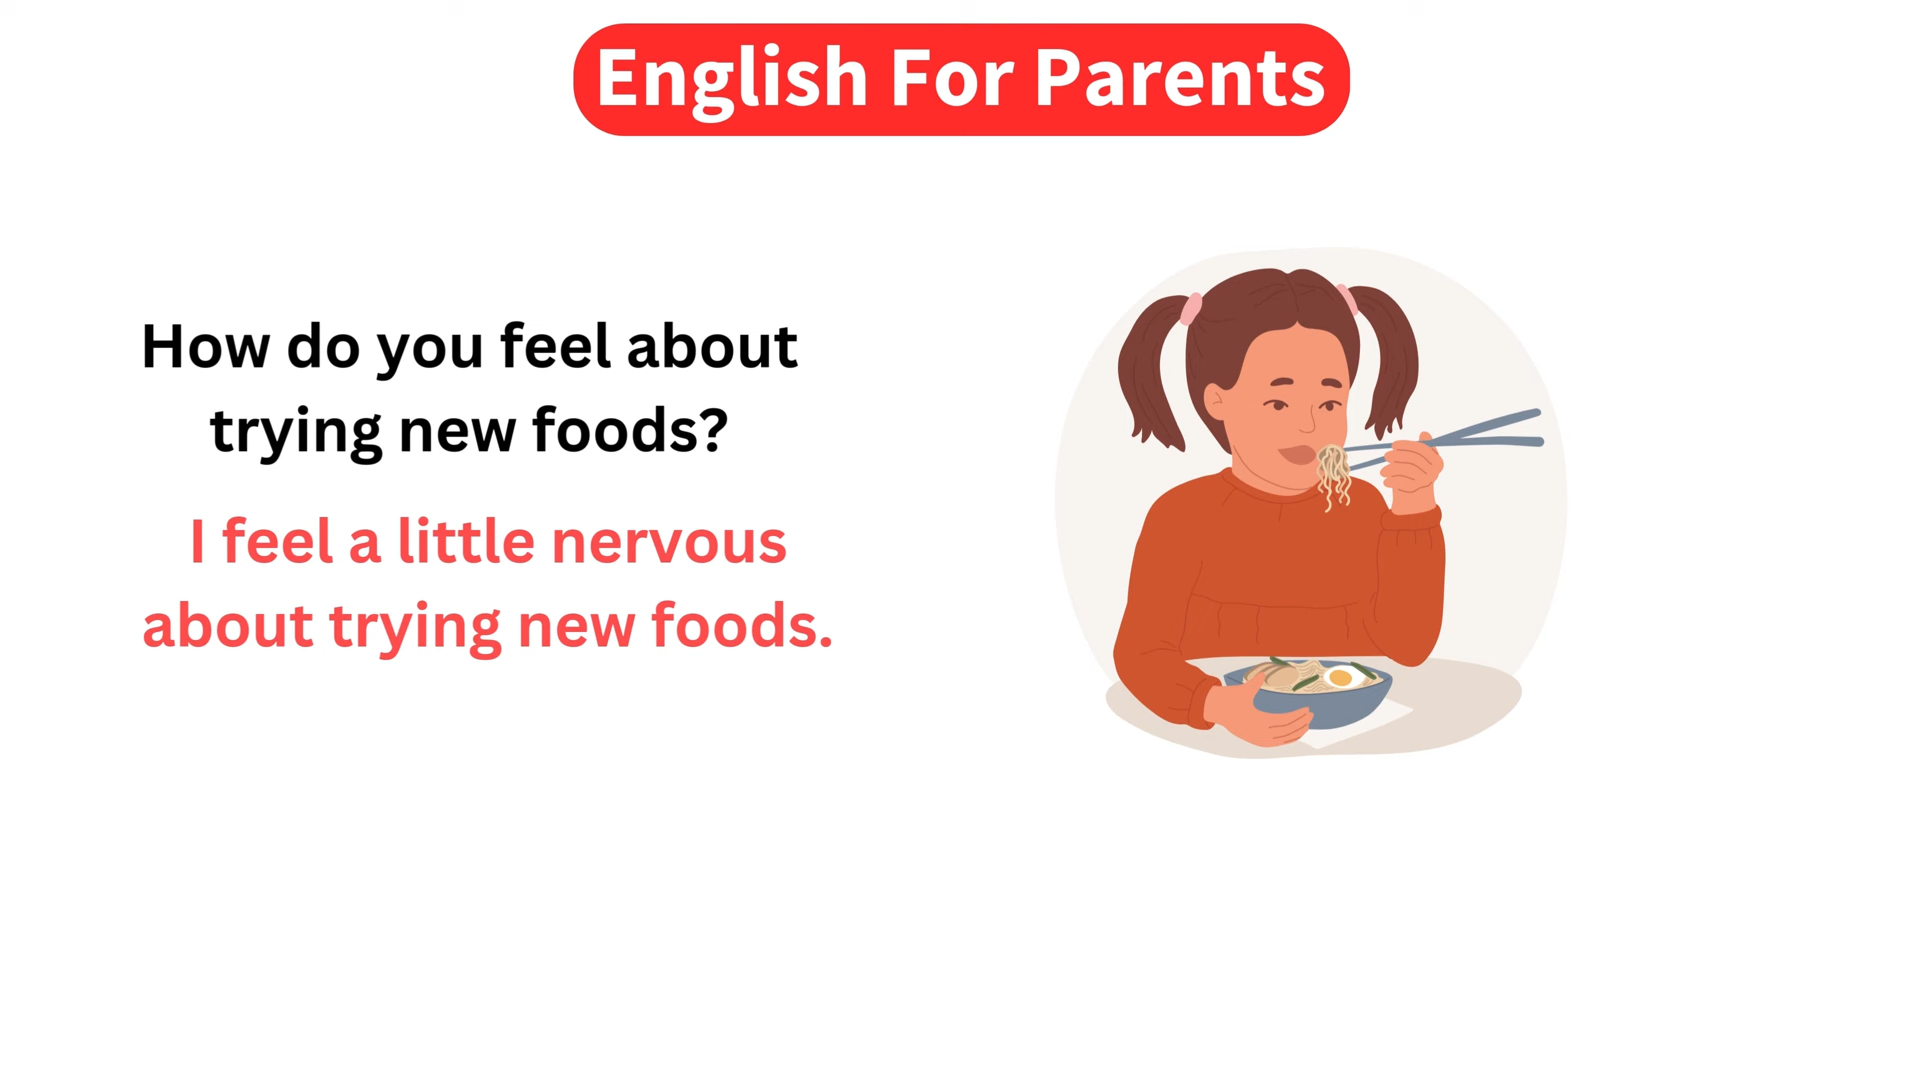 English For Parents
How do you feel about
trying new foods?
I feel a little nervous
about trying new foods.